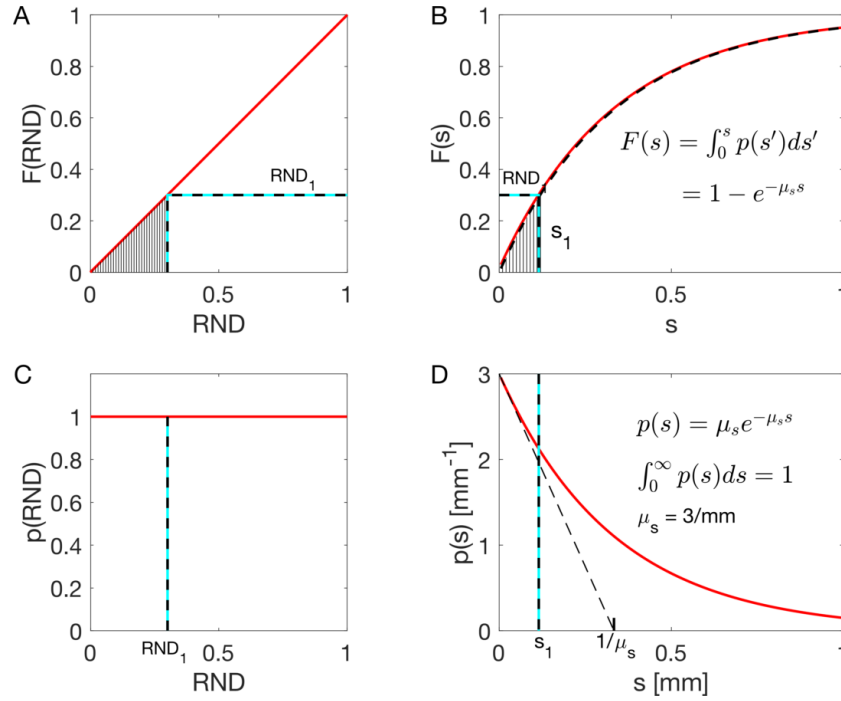 A
F(RND)
1
0.8
0.6
0.4
0.2
0
RND₁
0 0.5 1
RND
B
F(s)
1
0.8
0.6
0.4
0.2
0
RND
s₁
F(s) = ∫₀ˢ p(s′)ds′
= 1 − e^{−μₛs}
0 0.5 1
s
C
p(RND)
1
0.8
0.6
0.4
0.2
0
0 RND₁ 0.5 1
RND
D
p(s) [mm⁻¹]
3
2
1
0
p(s) = μₛe^{−μₛs}
∫₀^∞ p(s)ds = 1
μₛ = 3/mm
0 s₁ 1/μₛ 0.5 1
s [mm]